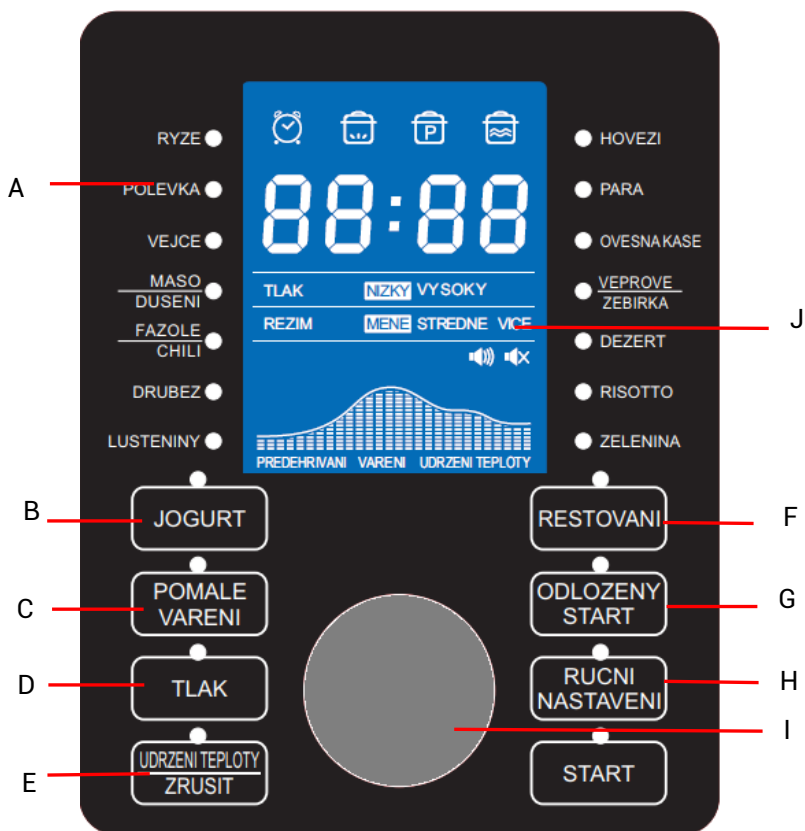 RYZE
POLEVKA
VEJCE
MASO
DUSENI
FAZOLE
CHILI
DRUBEZ
LUSTENINY
P
88:88
TLAK NIZKY VYSOKY
REZIM MENE STREDNE VICE
PREDEHRIVANI VARENI UDRZENI TEPLOTY
HOVEZI
PARA
OVESNA KASE
VEPROVE
ZEBIRKA
DEZERT
RISOTTO
ZELENINA
JOGURT
POMALE
VARENI
TLAK
UDRZENI TEPLOTY
ZRUSIT
RESTOVANI
ODLOZENY
START
RUCNI
NASTAVENI
START
A
B
C
D
E
F
G
H
I
J